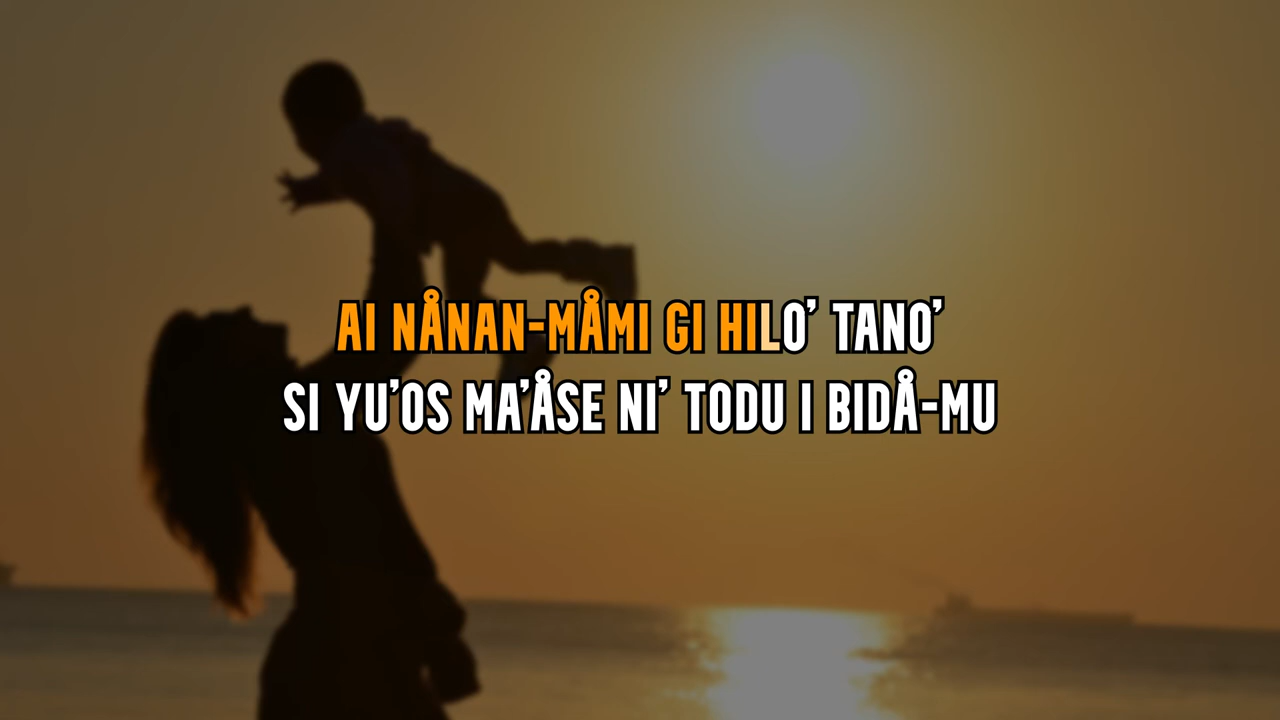 AI NÅNAN-MÅMI GI HILO’ TANO’
SI YU’OS MA’ÅSE NI’ TODU I BIDÅ-MU